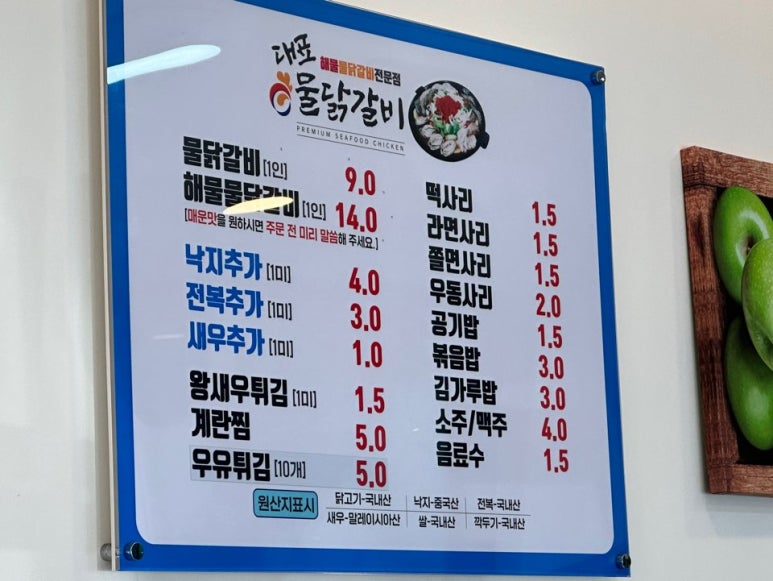 대포 해물물닭갈비전문점
물닭갈비
PREMIUM SEAFOOD CHICKEN
물닭갈비 [1인] 9.0
해물물닭갈비 [1인] 14.0
[매운맛을 원하시면 주문 전 미리 말씀해 주세요.]
낙지추가 [1미] 4.0
전복추가 [1미] 3.0
새우추가 [1미] 1.0
왕새우튀김 [1미] 1.5
계란찜 5.0
우유튀김 [10개] 5.0
떡사리 1.5
라면사리 1.5
쫄면사리 1.5
우동사리 2.0
공기밥 1.5
볶음밥 3.0
김가루밥 3.0
소주/맥주 4.0
음료수 1.5
원산지표시
닭고기-국내산 낙지-중국산 전복-국내산
새우-말레이시아산 쌀-국내산 깍두기-국내산